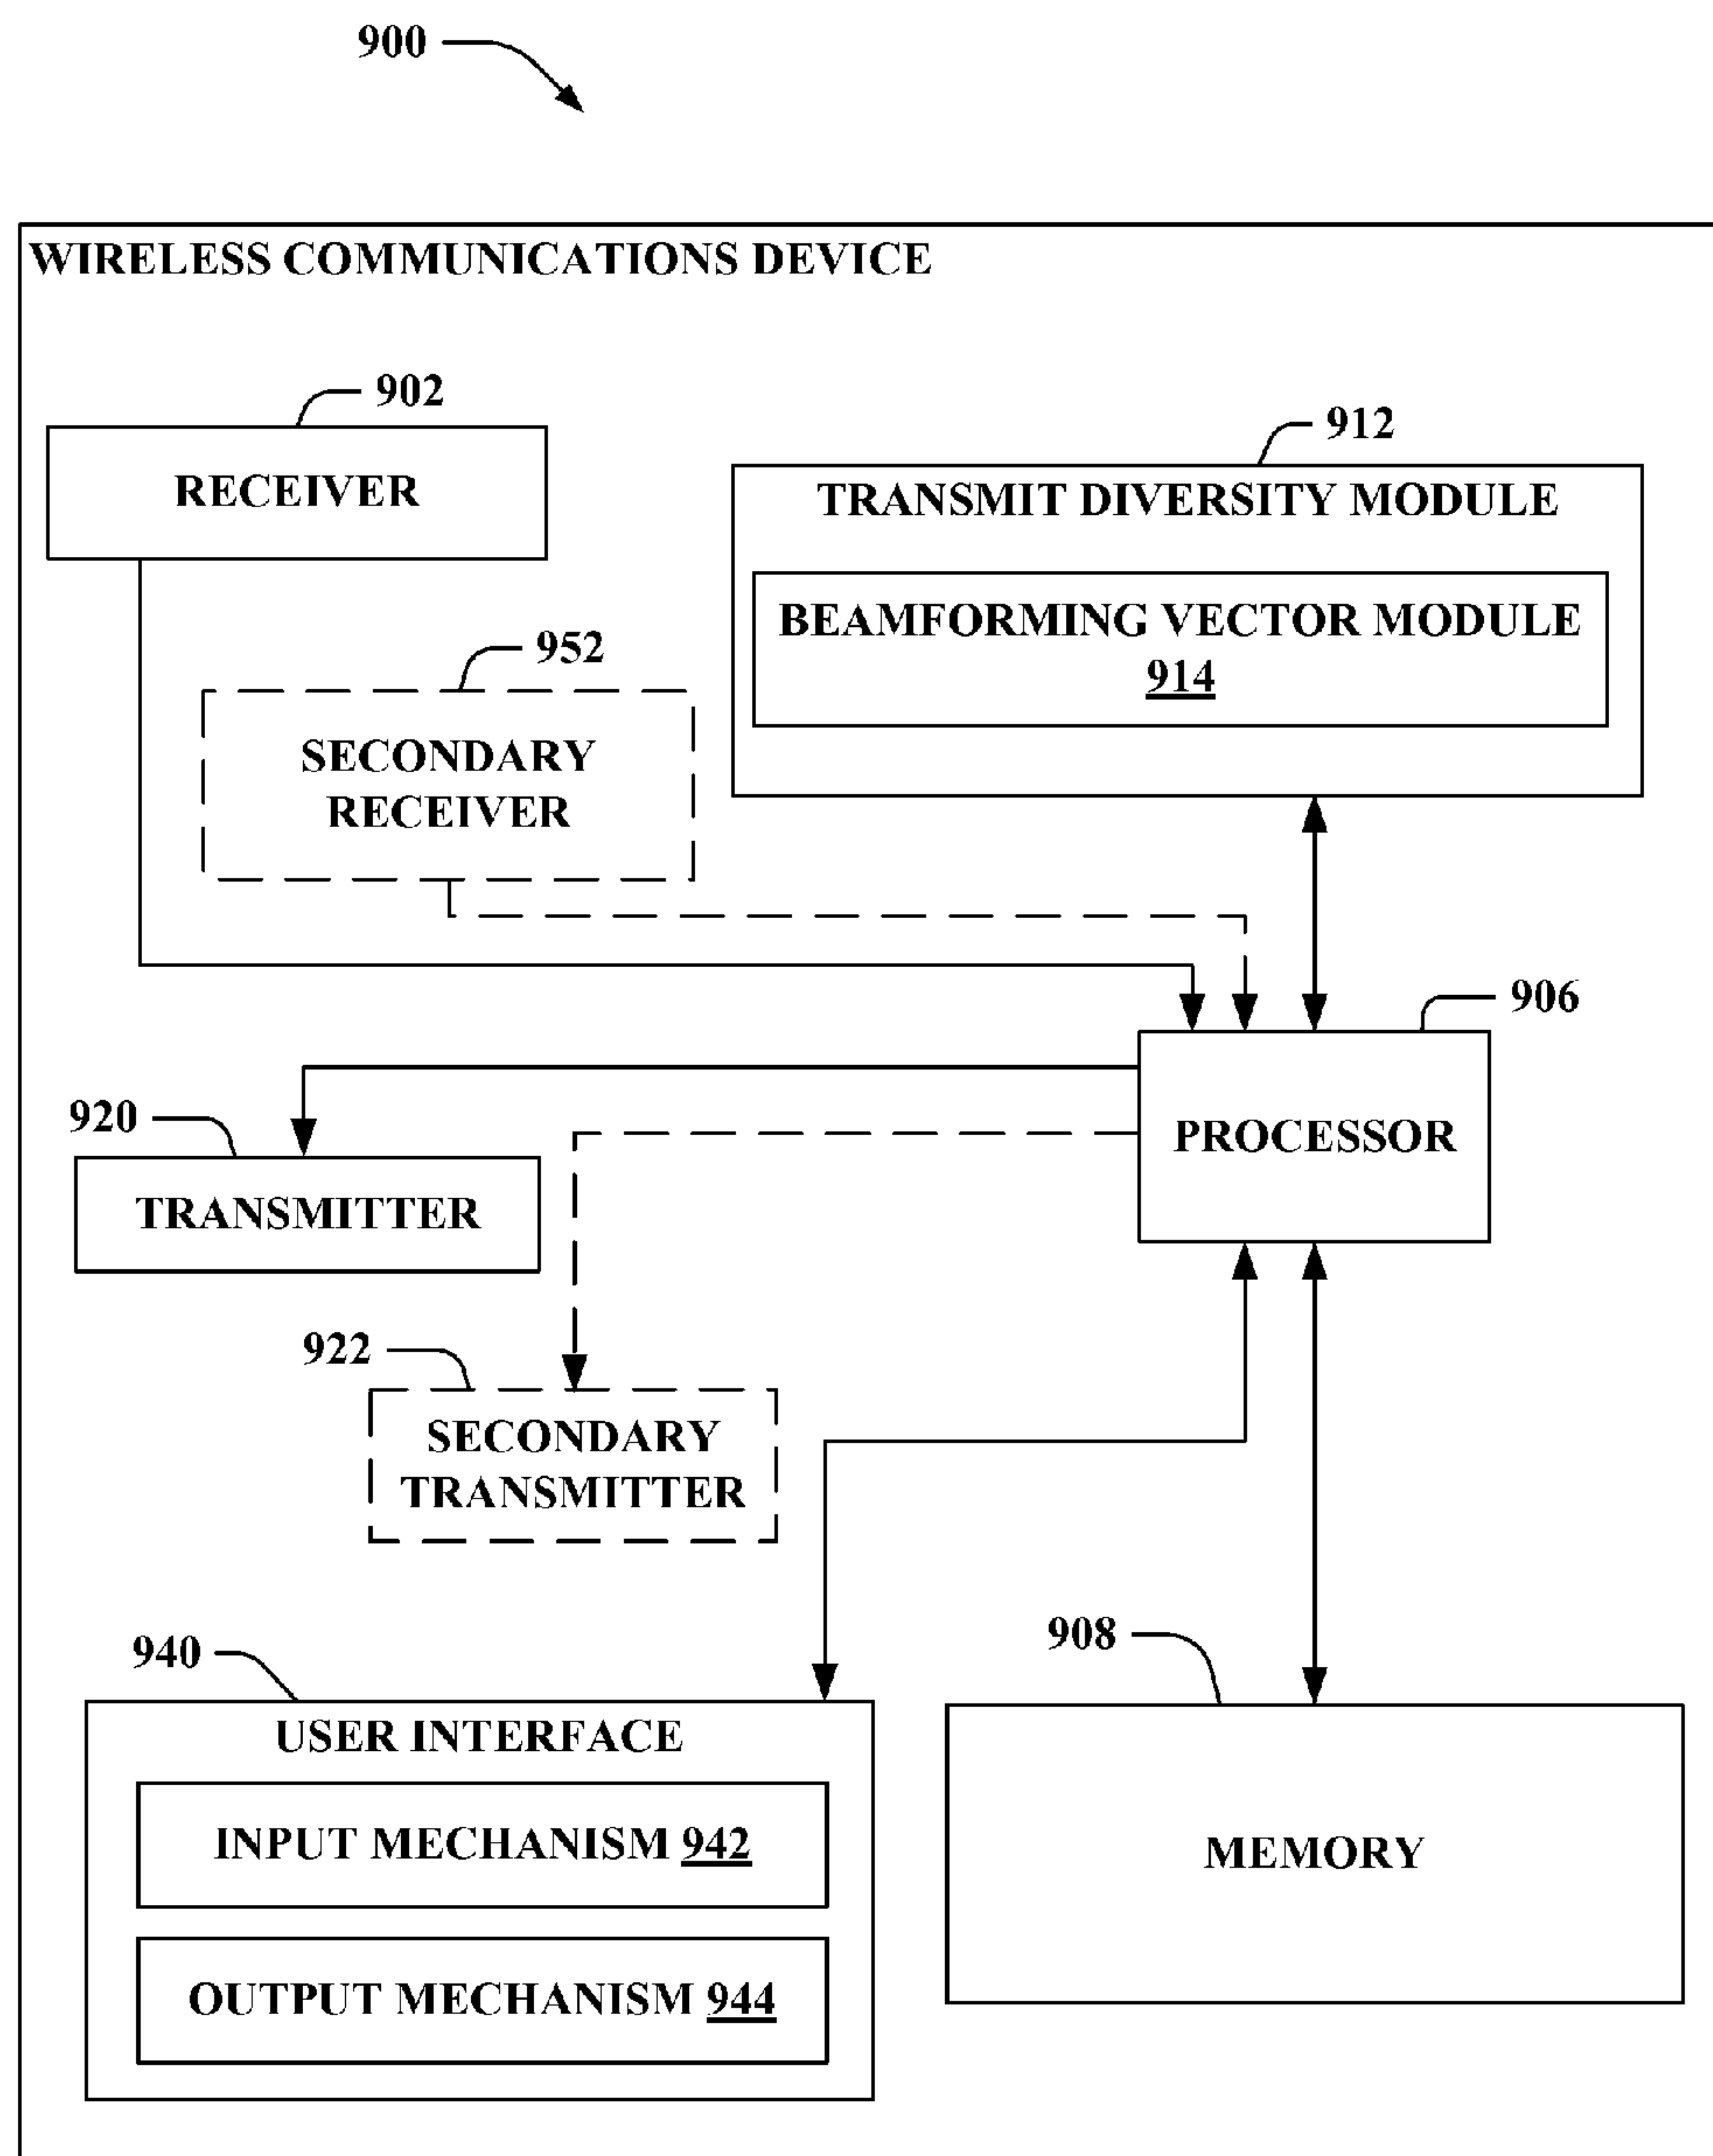 900
WIRELESS COMMUNICATIONS DEVICE
902
RECEIVER
912
TRANSMIT DIVERSITY MODULE
BEAMFORMING VECTOR MODULE
914
952
SECONDARY
RECEIVER
906
PROCESSOR
920
TRANSMITTER
922
SECONDARY
TRANSMITTER
940
USER INTERFACE
INPUT MECHANISM 942
OUTPUT MECHANISM 944
908
MEMORY